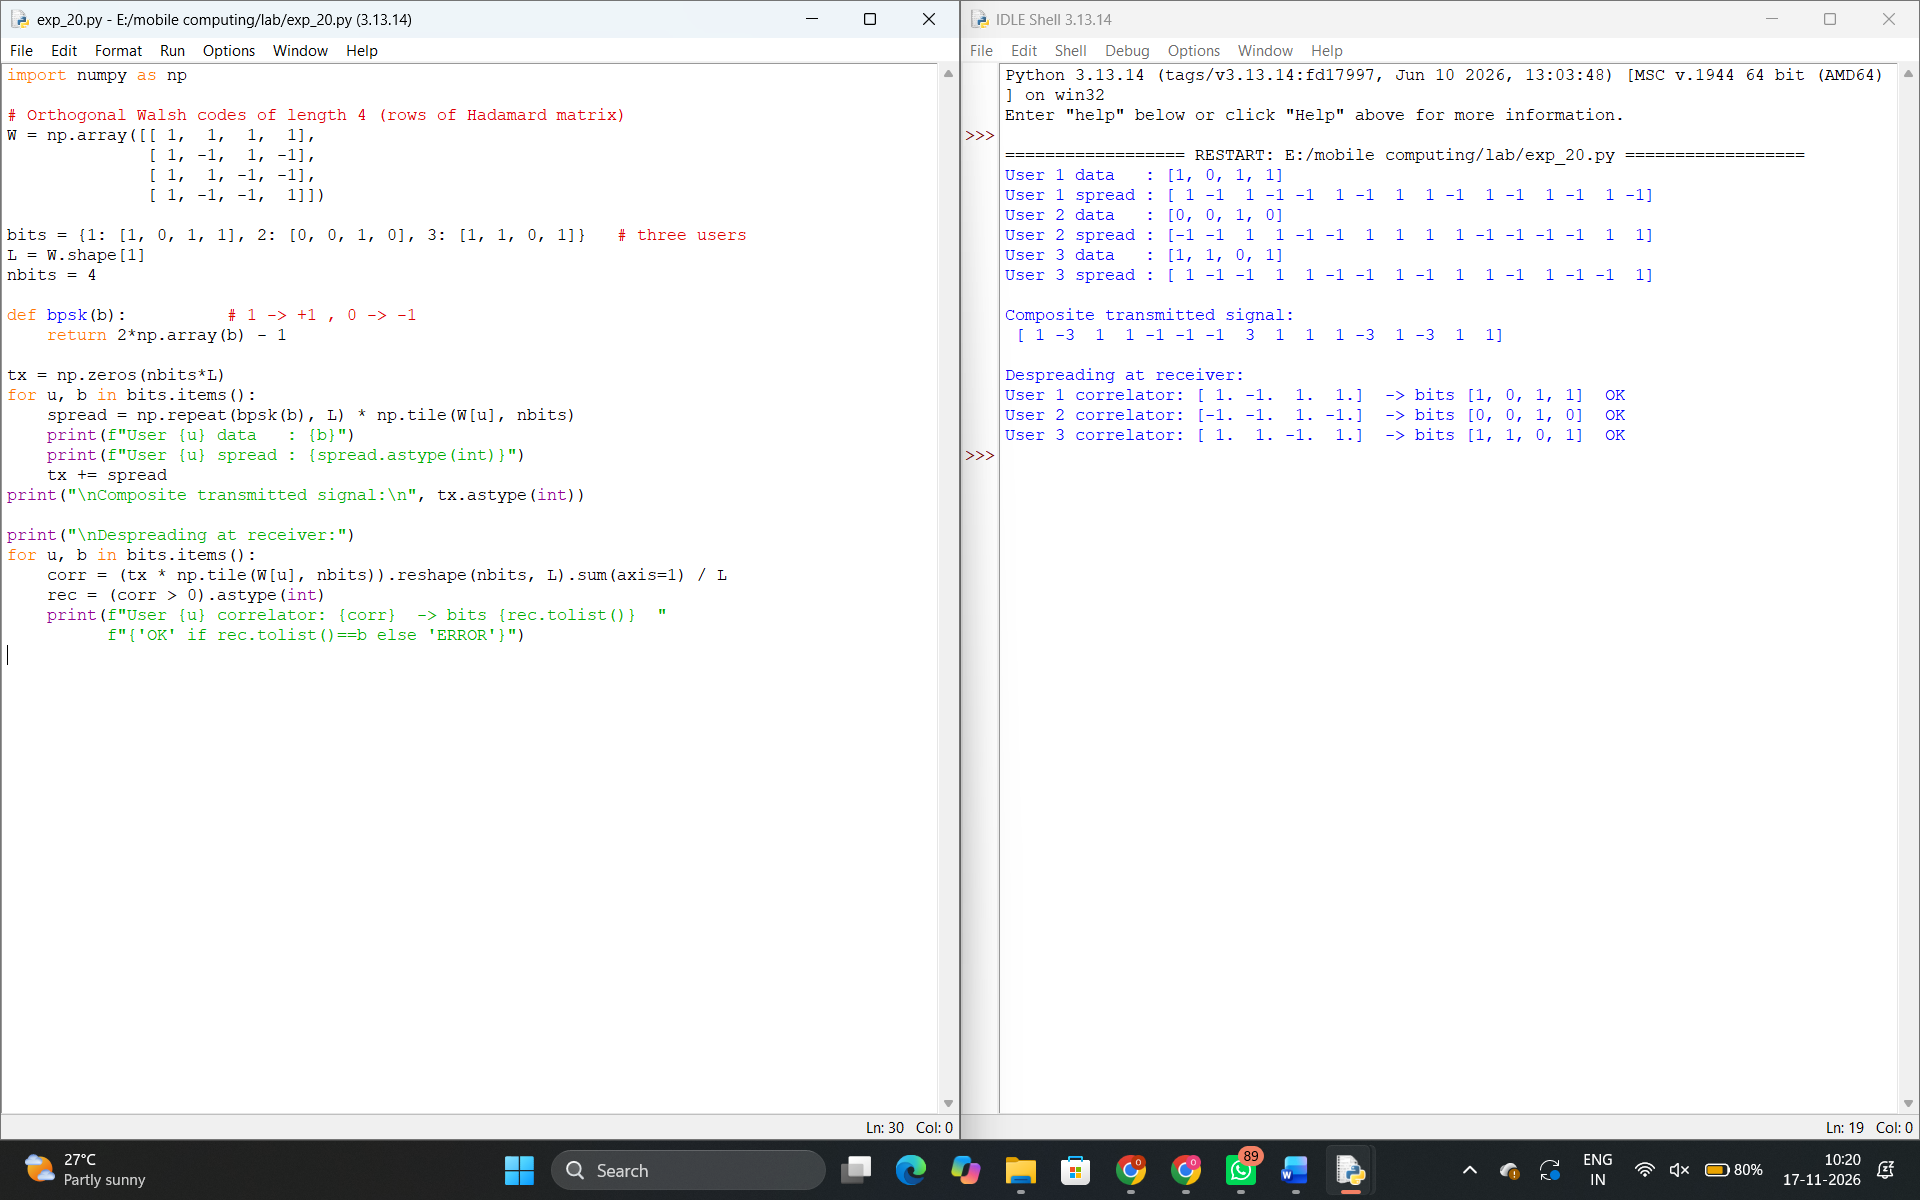 exp_20.py - E:/mobile computing/lab/exp_20.py (3.13.14)
File Edit Format Run Options Window Help
import numpy as np

# Orthogonal Walsh codes of length 4 (rows of Hadamard matrix)
W = np.array([[ 1,  1,  1,  1],
              [ 1, -1,  1, -1],
              [ 1,  1, -1, -1],
              [ 1, -1, -1,  1]])

bits = {1: [1, 0, 1, 1], 2: [0, 0, 1, 0], 3: [1, 1, 0, 1]}   # three users
L = W.shape[1]
nbits = 4

def bpsk(b):          # 1 -> +1 , 0 -> -1
    return 2*np.array(b) - 1

tx = np.zeros(nbits*L)
for u, b in bits.items():
    spread = np.repeat(bpsk(b), L) * np.tile(W[u], nbits)
    print(f"User {u} data   : {b}")
    print(f"User {u} spread : {spread.astype(int)}")
    tx += spread
print("\nComposite transmitted signal:\n", tx.astype(int))

print("\nDespreading at receiver:")
for u, b in bits.items():
    corr = (tx * np.tile(W[u], nbits)).reshape(nbits, L).sum(axis=1) / L
    rec = (corr > 0).astype(int)
    print(f"User {u} correlator: {corr}  -> bits {rec.tolist()}  "
          f"{'OK' if rec.tolist()==b else 'ERROR'}")
Ln: 30 Col: 0
IDLE Shell 3.13.14
File Edit Shell Debug Options Window Help
Python 3.13.14 (tags/v3.13.14:fd17997, Jun 10 2026, 13:03:48) [MSC v.1944 64 bit (AMD64)
] on win32
Enter "help" below or click "Help" above for more information.
>>>
================== RESTART: E:/mobile computing/lab/exp_20.py ==================
User 1 data   : [1, 0, 1, 1]
User 1 spread : [ 1 -1  1 -1 -1  1 -1  1  1 -1  1 -1  1 -1  1 -1]
User 2 data   : [0, 0, 1, 0]
User 2 spread : [-1 -1  1  1 -1 -1  1  1  1  1 -1 -1 -1 -1  1  1]
User 3 data   : [1, 1, 0, 1]
User 3 spread : [ 1 -1 -1  1  1 -1 -1  1 -1  1  1 -1  1 -1 -1  1]

Composite transmitted signal:
 [ 1 -3  1  1 -1 -1 -1  3  1  1  1 -3  1 -3  1  1]

Despreading at receiver:
User 1 correlator: [ 1. -1.  1.  1.]  -> bits [1, 0, 1, 1]  OK
User 2 correlator: [-1. -1.  1. -1.]  -> bits [0, 0, 1, 0]  OK
User 3 correlator: [ 1.  1. -1.  1.]  -> bits [1, 1, 0, 1]  OK
>>>
Ln: 19 Col: 0
27°C
Partly sunny
Search
89
ENG
IN
80%
10:20
17-11-2026